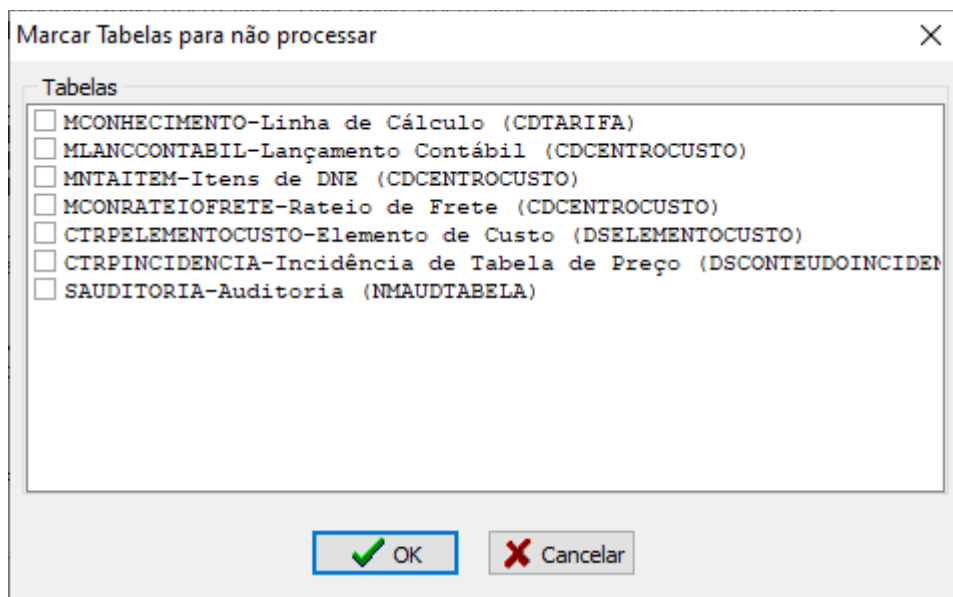 Marcar Tabelas para não processar
Tabelas
MCONHECIMENTO-Linha de Cálculo (CDTARIFA)
MLANCCONTABIL-Lançamento Contábil (CDCENTROCUSTO)
MNTAITEM-Itens de DNE (CDCENTROCUSTO)
MCONRATEIOFRETE-Rateio de Frete (CDCENTROCUSTO)
CTRPELEMENTOCUSTO-Elemento de Custo (DSELEMENTOCUSTO)
CTRPINCIDENCIA-Incidência de Tabela de Preço (DSCONTEUDOINCIDEN
SAUDITORIA-Auditoria (NMAUDTABELA)
OK Cancelar